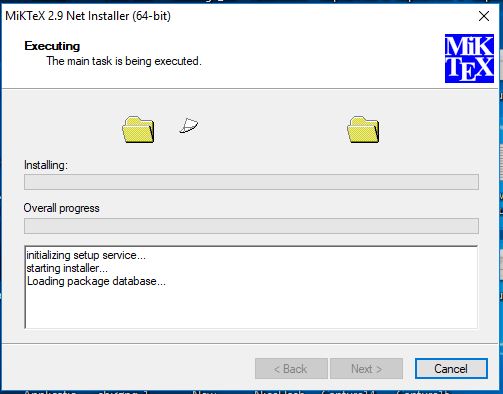 MiKTeX 2.9 Net Installer (64-bit)
Executing
The main task is being executed.
MiK
TEX
Installing:
Overall progress
initializing setup service...
starting installer...
Loading package database...
< Back
Next >
Cancel